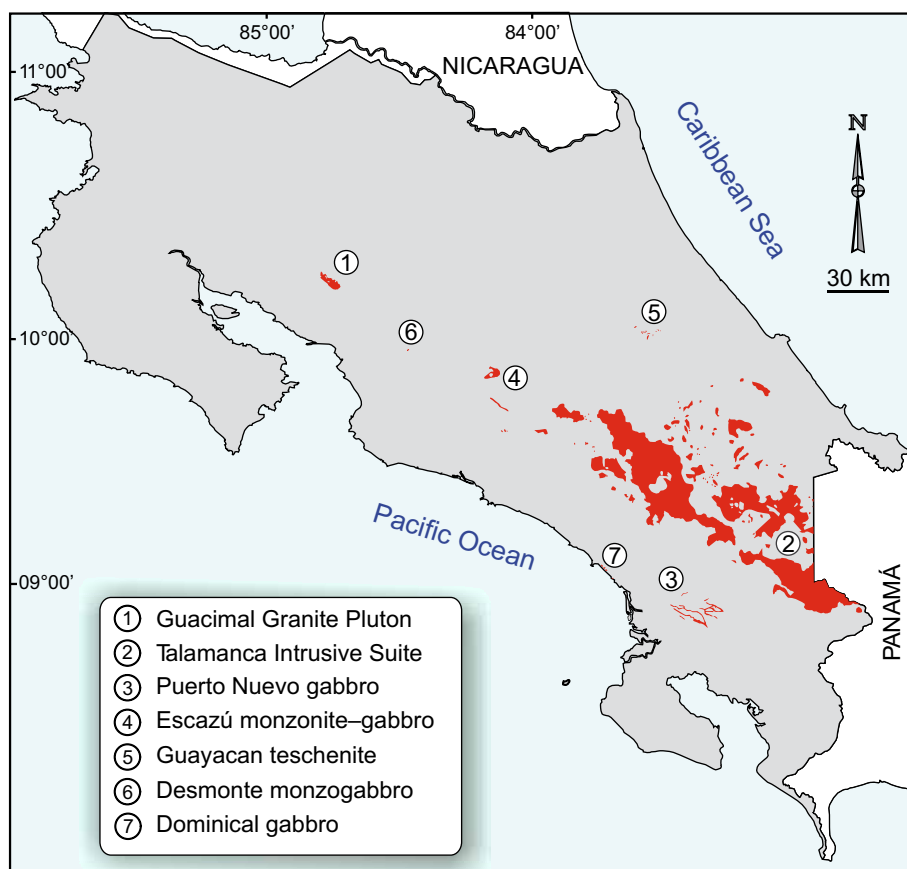 85°00'
84°00'
11°00'
NICARAGUA
Caribbean Sea
N
30 km
1
5
10°00'
6
4
Pacific Ocean
2
7
3
09°00'
PANAMÁ
1 Guacimal Granite Pluton
2 Talamanca Intrusive Suite
3 Puerto Nuevo gabbro
4 Escazú monzonite–gabbro
5 Guayacan teschenite
6 Desmonte monzogabbro
7 Dominical gabbro